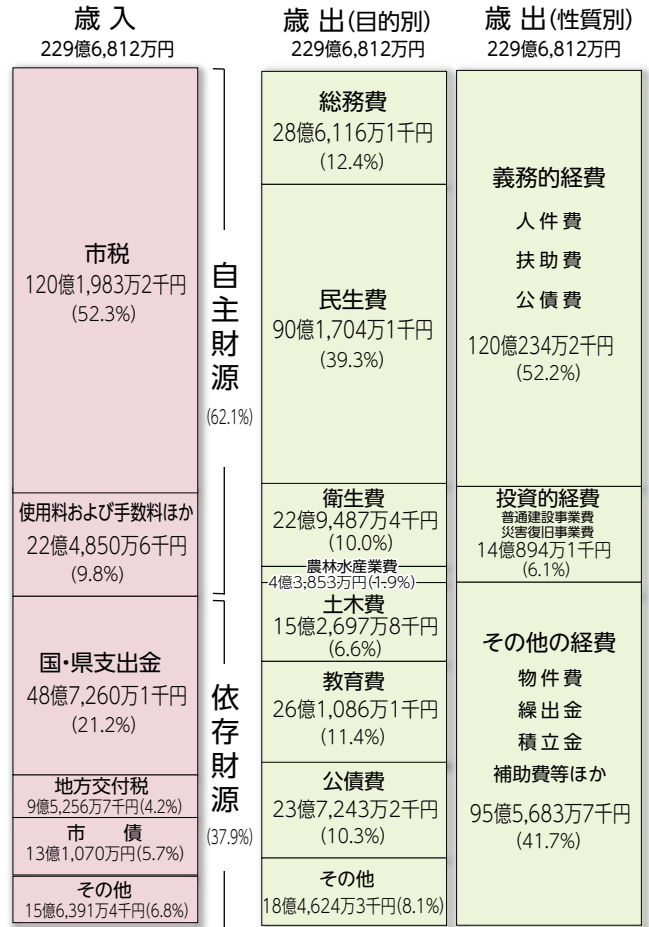 歳入
229億6,812万円
市税
120億1,983万2千円
(52.3%)
使用料および手数料ほか
22億4,850万6千円
(9.8%)
国・県支出金
48億7,260万1千円
(21.2%)
地方交付税
9億5,256万7千円(4.2%)
市債
13億1,070万円(5.7%)
その他
15億6,391万4千円(6.8%)
自主財源
(62.1%)
依存財源
(37.9%)
歳出(目的別)
229億6,812万円
総務費
28億6,116万1千円
(12.4%)
民生費
90億1,704万1千円
(39.3%)
衛生費
22億9,487万4千円
(10.0%)
農林水産業費
4億3,853万円(1.9%)
土木費
15億2,697万8千円
(6.6%)
教育費
26億1,086万1千円
(11.4%)
公債費
23億7,243万2千円
(10.3%)
その他
18億4,624万3千円(8.1%)
歳出(性質別)
229億6,812万円
義務的経費
人件費
扶助費
公債費
120億234万2千円
(52.2%)
投資的経費
普通建設事業費
災害復旧事業費
14億894万1千円
(6.1%)
その他の経費
物件費
繰出金
積立金
補助費等ほか
95億5,683万7千円
(41.7%)